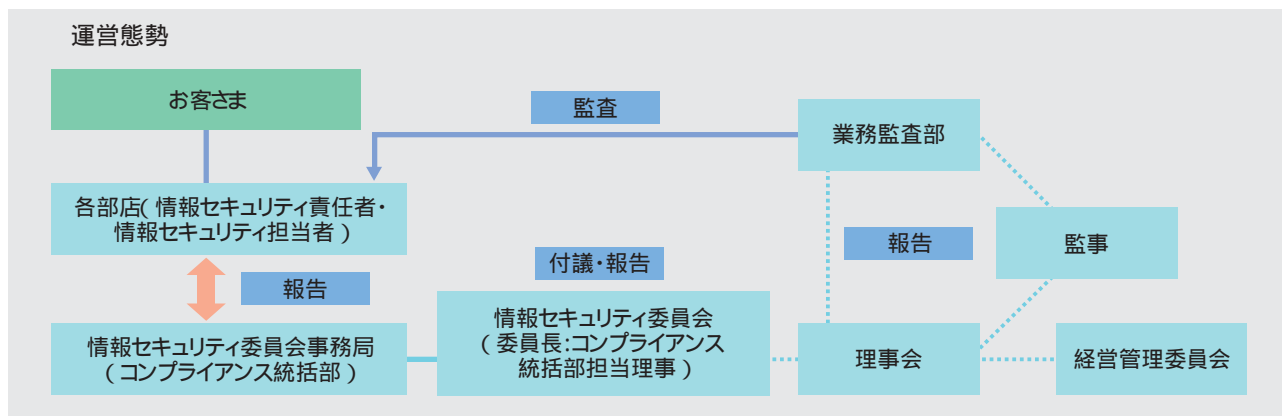 運営態勢
お客さま
監査
業務監査部
各部店(情報セキュリティ責任者・
情報セキュリティ担当者)
報告
監事
報告
付議・報告
情報セキュリティ委員会事務局
(コンプライアンス統括部)
情報セキュリティ委員会
(委員長:コンプライアンス
統括部担当理事)
理事会
経営管理委員会